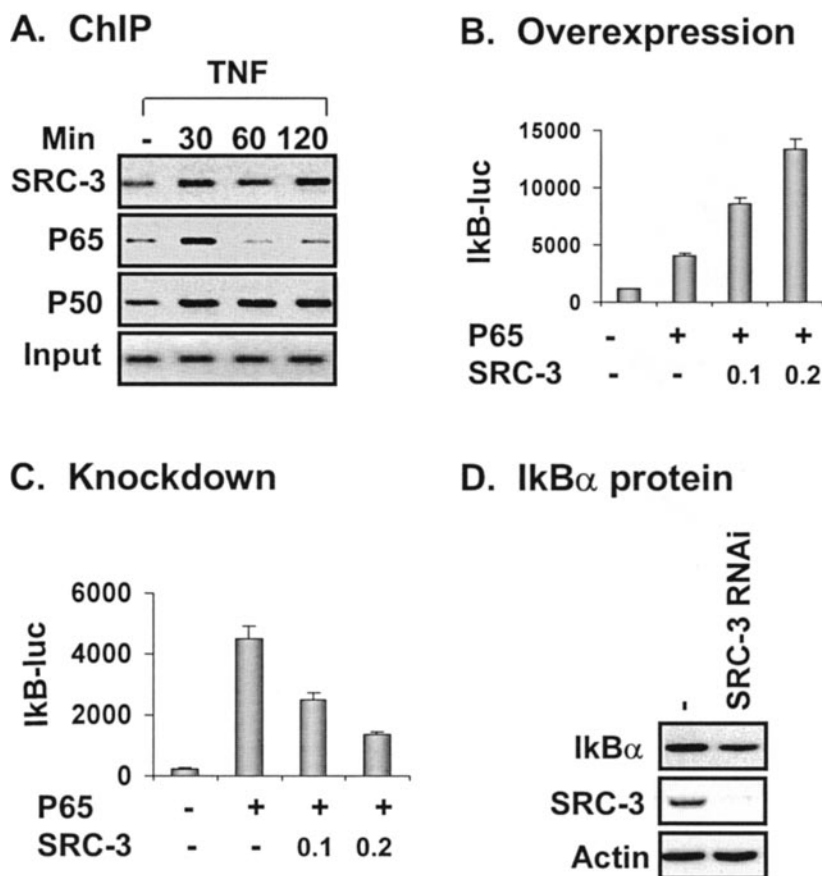 A. ChIP
TNF
Min - 30 60 120
SRC-3
P65
P50
Input
B. Overexpression
IkB-luc
15000
10000
5000
0
P65 - + + +
SRC-3 - - 0.1 0.2
C. Knockdown
IkB-luc
6000
4000
2000
0
P65 - + + +
SRC-3 - - 0.1 0.2
D. IkBα protein
- SRC-3 RNAi
IkBα
SRC-3
Actin